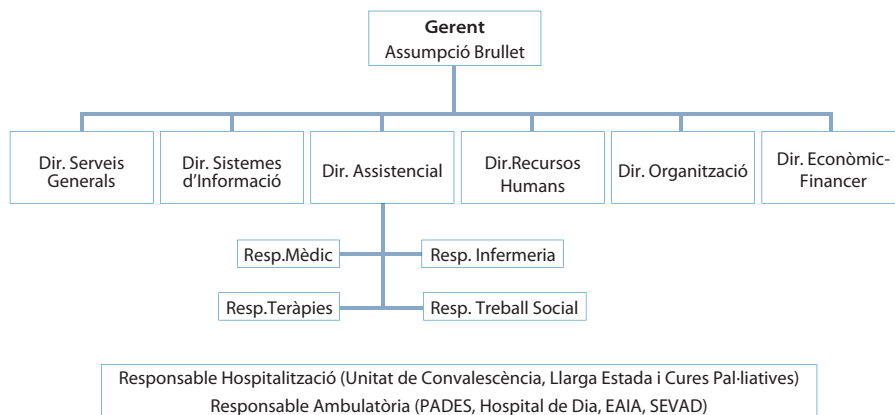 Gerent
Assumpció Brullet
Dir. Serveis
Generals
Dir. Sistemes
d'Informació
Dir. Assistencial
Dir.Recursos
Humans
Dir. Organització
Dir. Econòmic-
Financer
Resp.Mèdic
Resp. Infermeria
Resp.Teràpies
Resp. Treball Social
Responsable Hospitalització (Unitat de Convalescència, Llarga Estada i Cures Pal·liatives)
Responsable Ambulatòria (PADES, Hospital de Dia, EAIA, SEVAD)